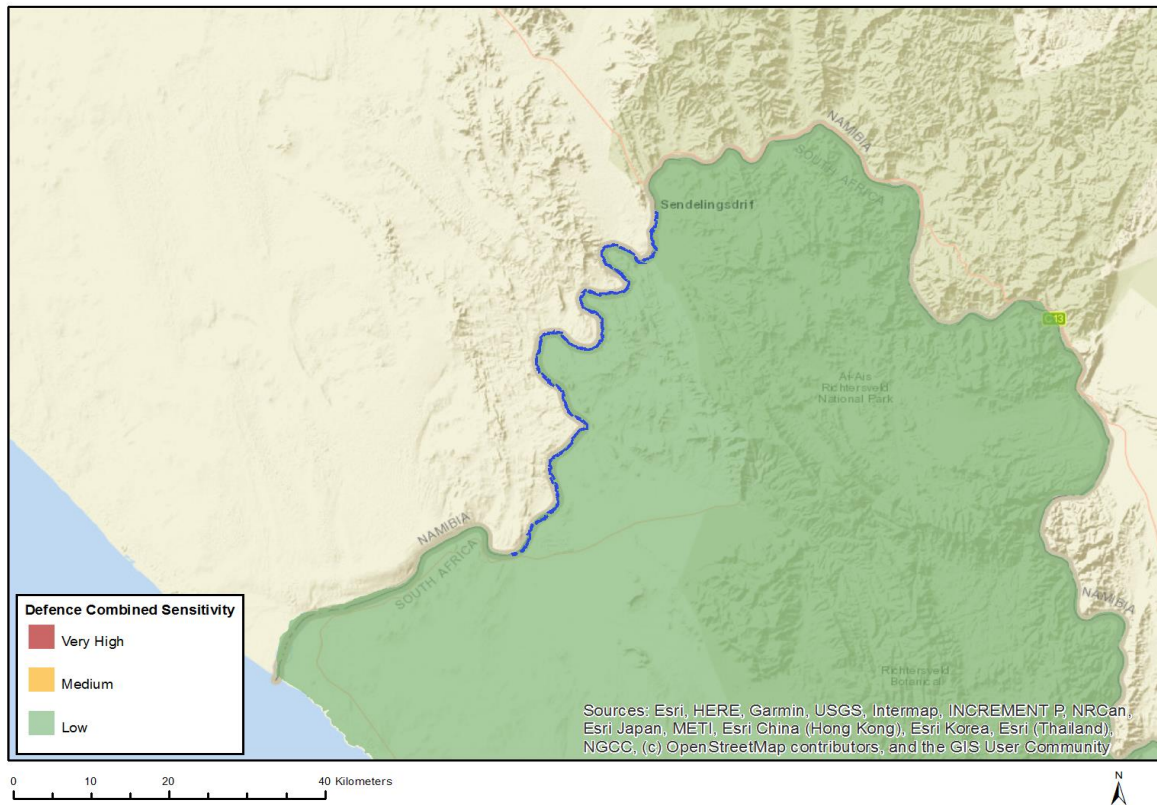 NAMIBIA
SOUTH AFRICA
Sendelingsdrif
C13
Ai-Ais
Richtersveld
National Park
NAMIBIA
SOUTH AFRICA
NAMIBIA
Defence Combined Sensitivity
Very High
Medium
Low
Richtersveld
Botanical
Sources: Esri, HERE, Garmin, USGS, Intermap, INCREMENT P, NRCan,
Esri Japan, METI, Esri China (Hong Kong), Esri Korea, Esri (Thailand),
NGCC, (c) OpenStreetMap contributors, and the GIS User Community
0 10 20 40 Kilometers
N